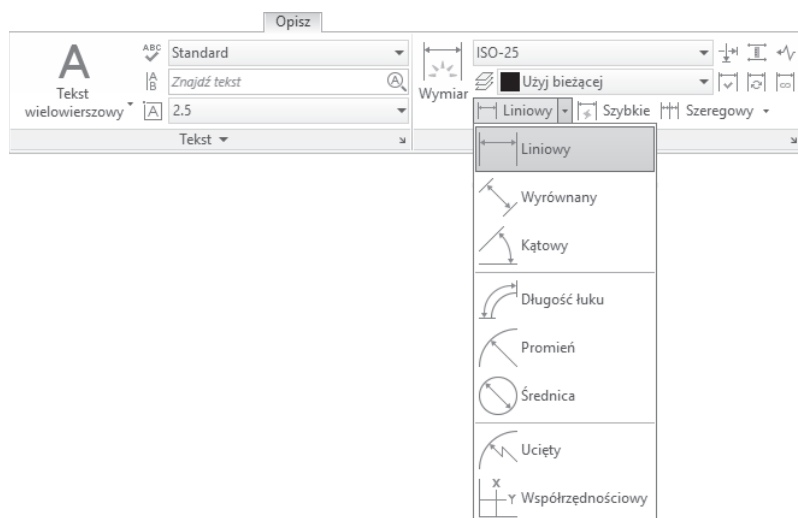 Opisz
A
Tekst
wielowierszowy
ABC
Standard
A
B
Znajdź tekst
A
A
2.5
Tekst
Wymiar
ISO-25
Użyj bieżącej
Liniowy
Szybkie
Szeregowy
Liniowy
Wyrównany
Kątowy
Długość łuku
Promień
Średnica
Ucięty
X
Y
Współrzędnościowy